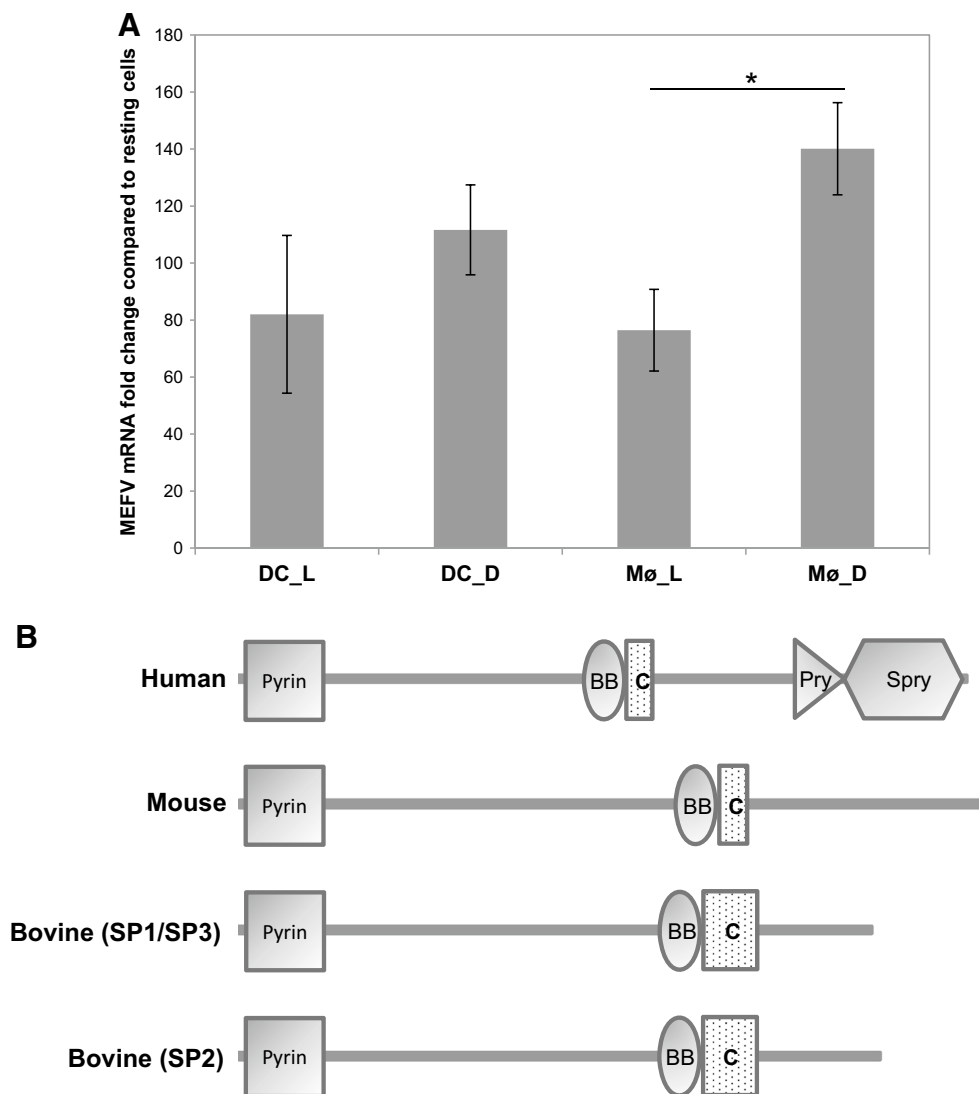 A
MEFV mRNA fold change compared to resting cells
180
160
140
120
100
80
60
40
20
0
*
DC_L
DC_D
Mø_L
Mø_D
B
Human
Pyrin
BB
C
Pry
Spry
Mouse
Pyrin
BB
C
Bovine (SP1/SP3)
Pyrin
BB
C
Bovine (SP2)
Pyrin
BB
C